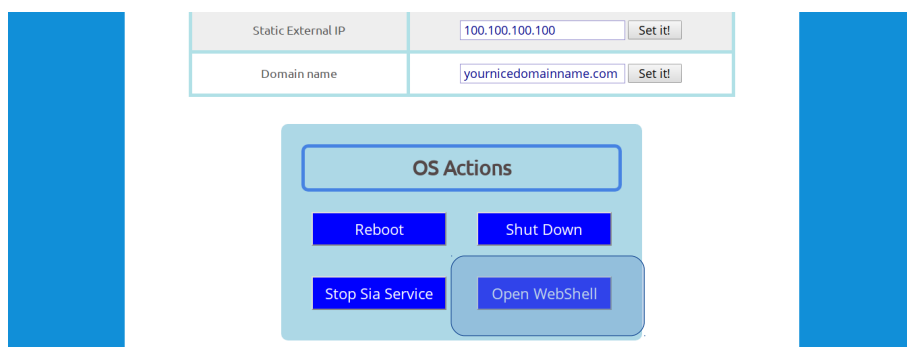 Static External IP 100.100.100.100 Set it!
Domain name yournicedomainname.com Set it!
OS Actions
Reboot Shut Down
Stop Sia Service Open WebShell